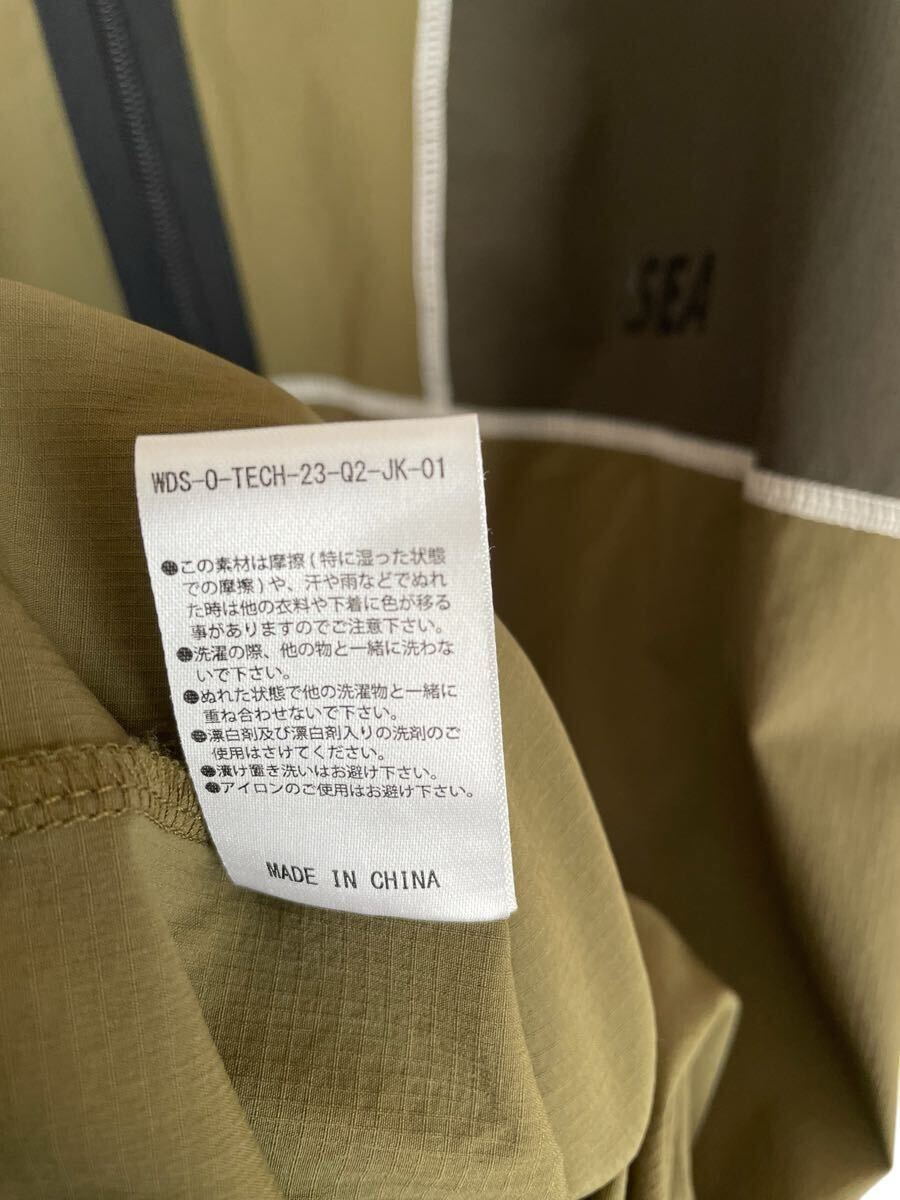 SEA
WDS-O-TECH-23-Q2-JK-01
●この素材は摩擦(特に湿った状態
での摩擦)や、汗や雨などでぬれ
た時は他の衣料や下着に色が移る
事がありますのでご注意下さい。
●洗濯の際、他の物と一緒に洗わな
いで下さい。
●ぬれた状態で他の洗濯物と一緒に
重ね合わせないで下さい。
●漂白剤及び漂白剤入りの洗剤のご
使用はさけてください。
●漬け置き洗いはお避け下さい。
●アイロンのご使用はお避け下さい。
MADE IN CHINA